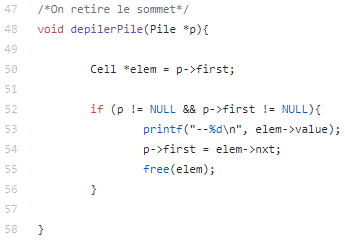 47 /*On retire le sommet*/
48 void depilerPile(Pile *p){
49
50 Cell *elem = p->first;
51
52 if (p != NULL && p->first != NULL){
53 printf("--%d\n", elem->value);
54 p->first = elem->nxt;
55 free(elem);
56 }
57
58 }